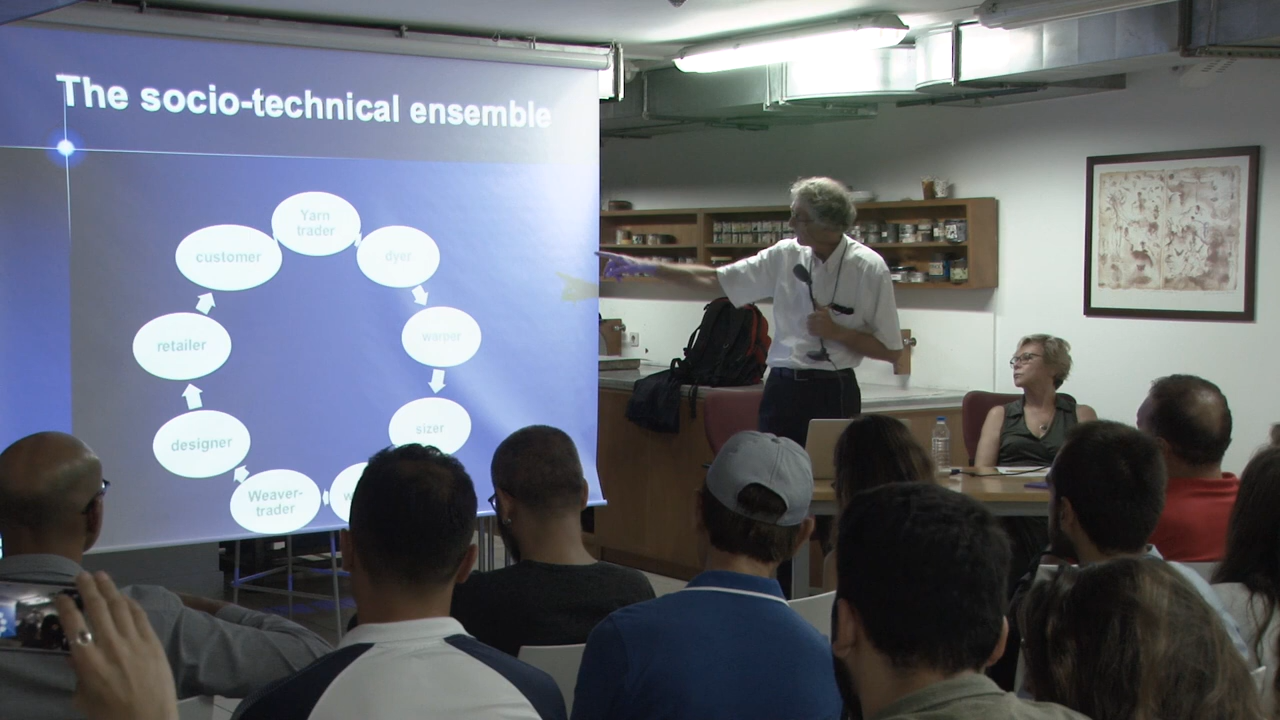 The socio-technical ensemble
Yarn
trader
customer
dyer
warper
retailer
sizer
designer
Weaver-
trader